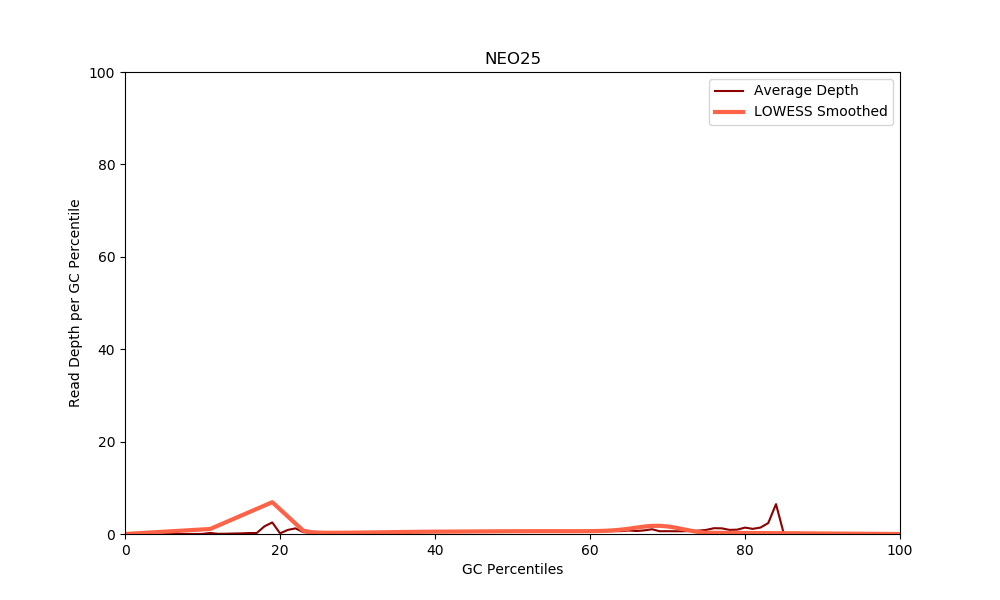 NEO25
Average Depth
LOWESS Smoothed
Read Depth per GC Percentile
100
80
60
40
20
0
0 20 40 60 80 100
GC Percentiles